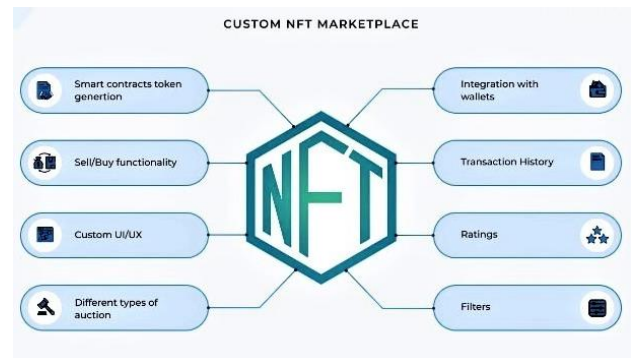 CUSTOM NFT MARKETPLACE
Smart contracts token
genertion
Sell/Buy functionality
Custom UI/UX
Different types of
auction
NFT
Integration with
wallets
Transaction History
Ratings
Filters